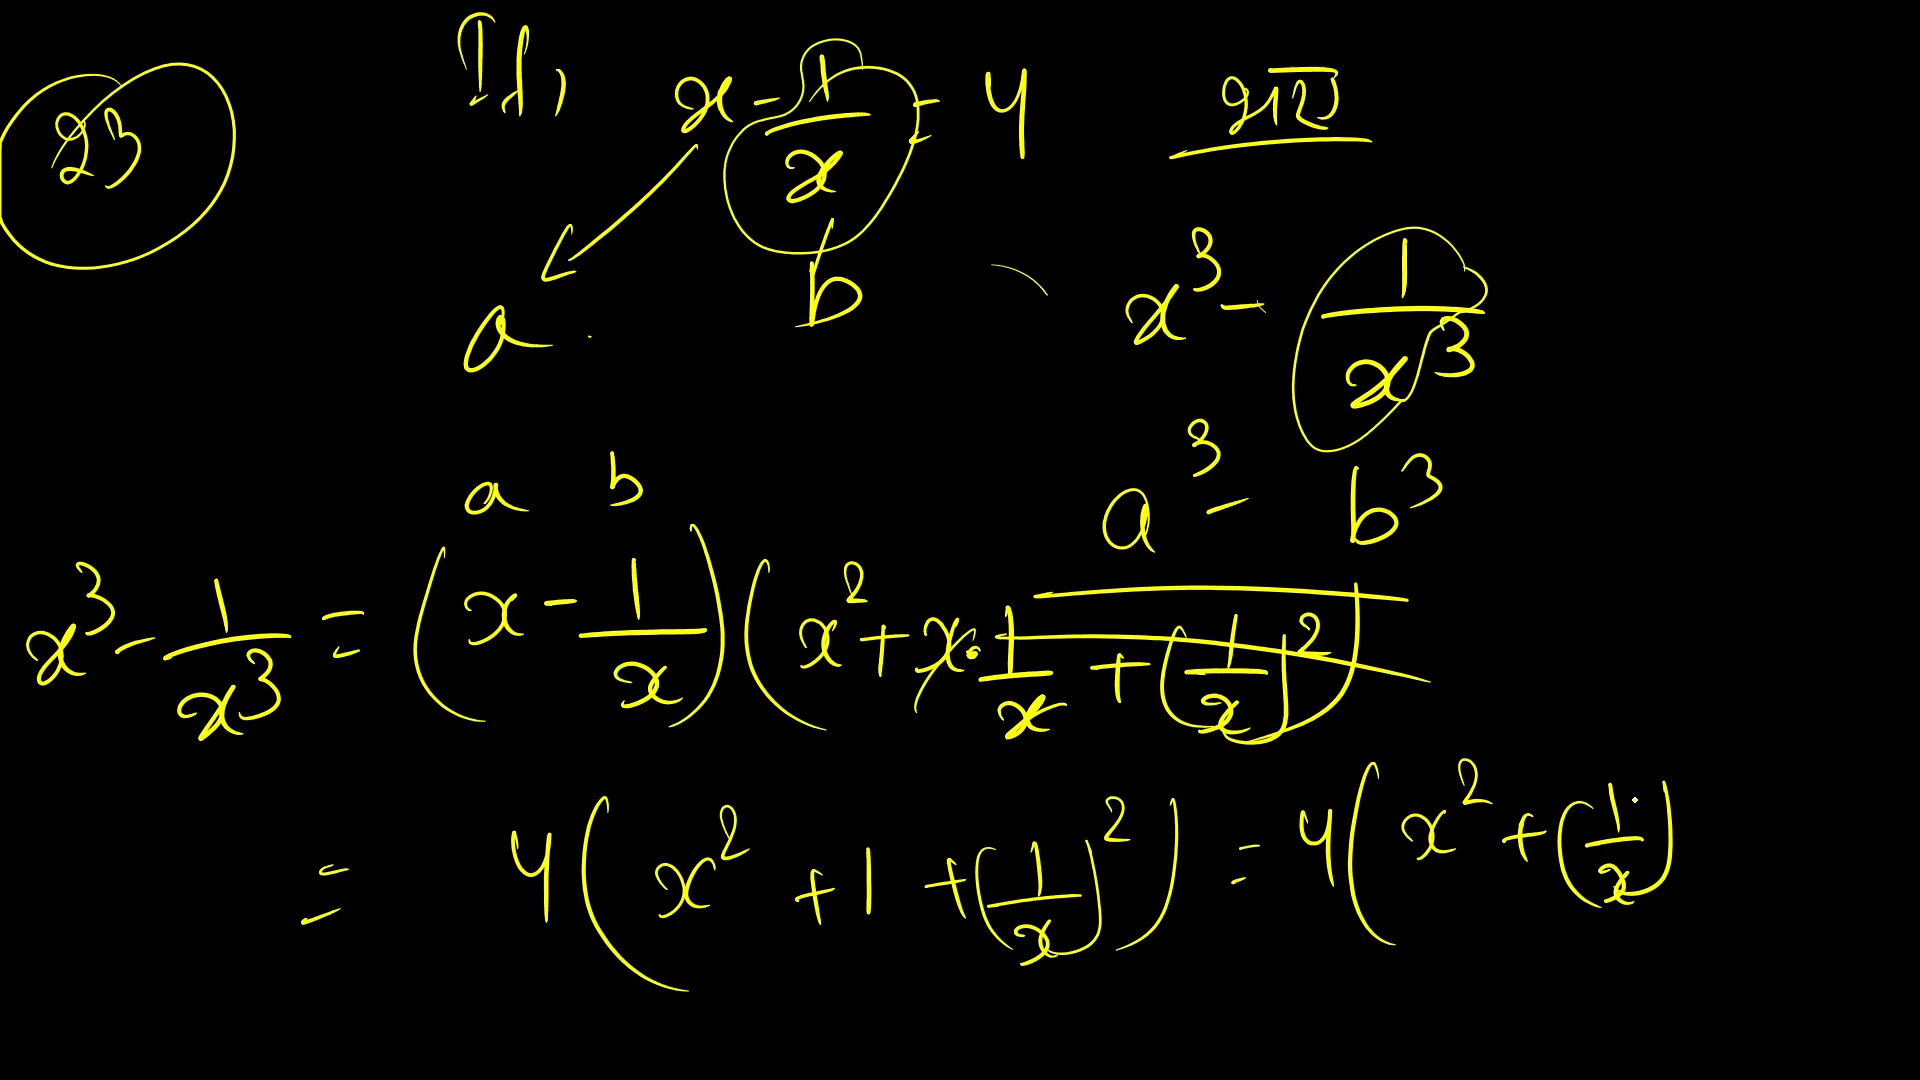 23
If, x - 1/x = 4
a b
x³ - 1/x³
a b
a³ - b³
x³ - 1/x³ = (x - 1/x)(x² + x·1/x + (1/x)²)
= 4(x² + 1 + (1/x)²) = 4(x² + (1/x)